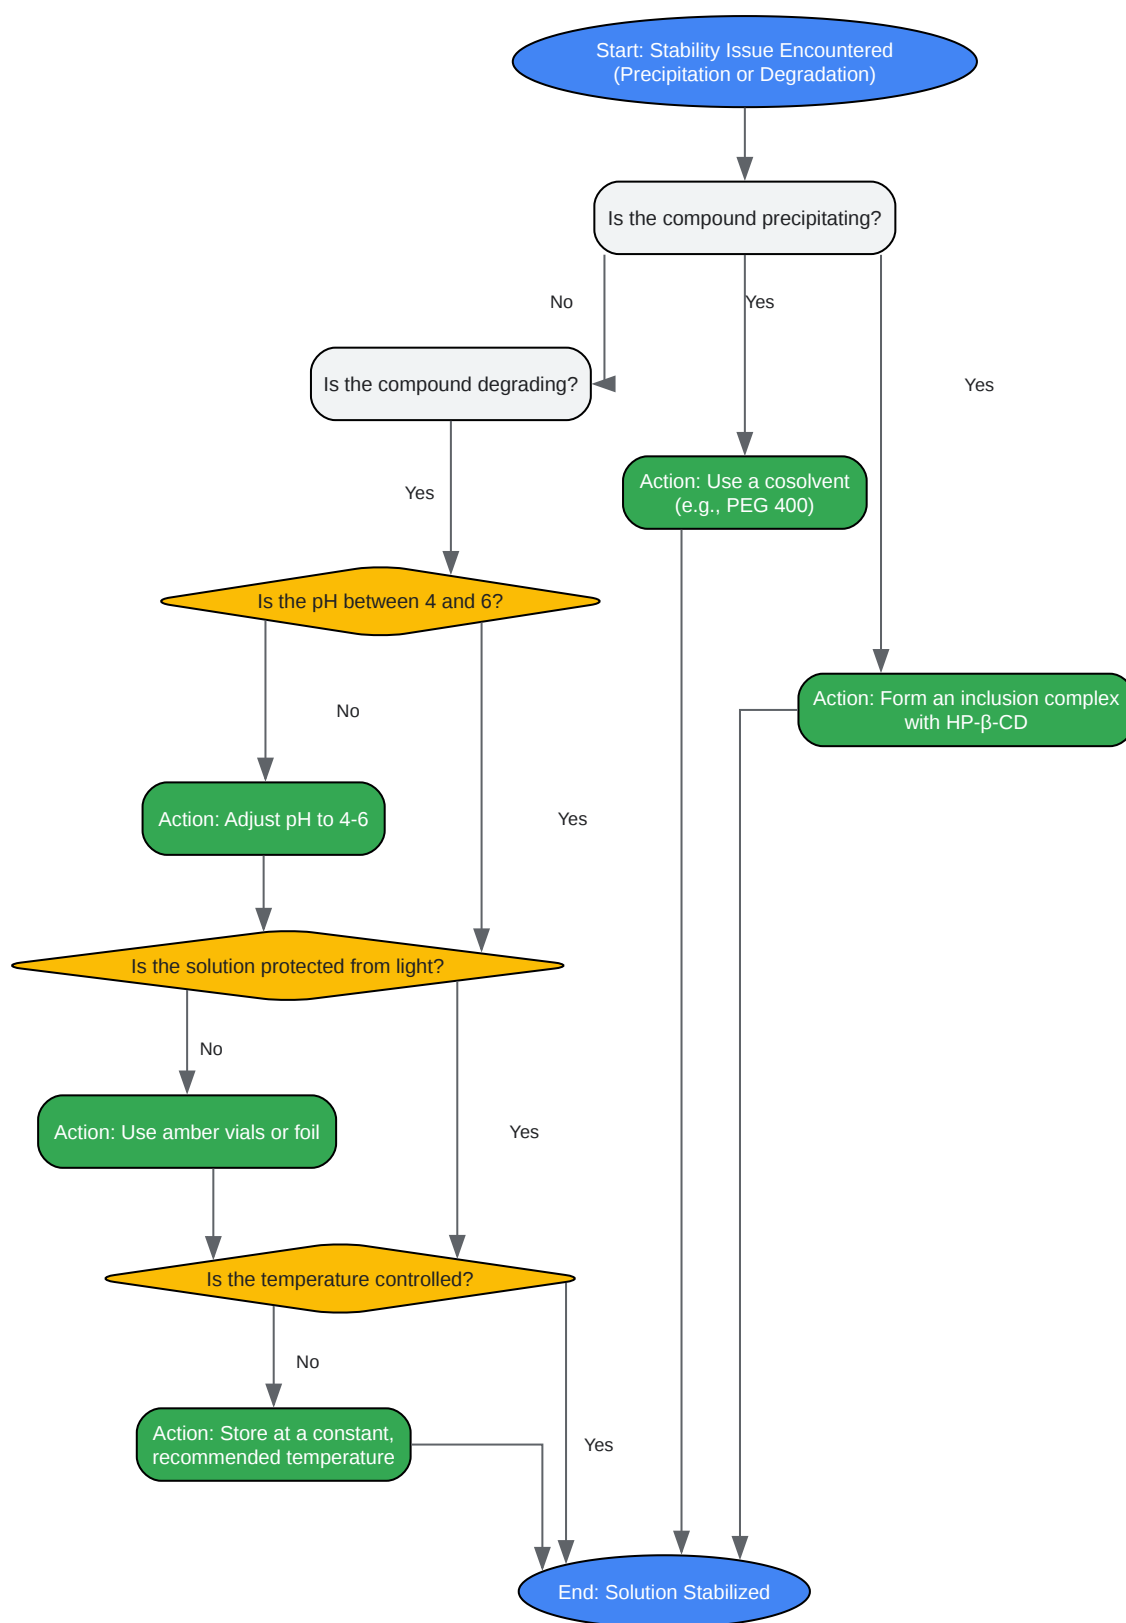 Start: Stability Issue Encountered
(Precipitation or Degradation)
Is the compound precipitating?
No
Yes
Is the compound degrading?
Yes
Action: Use a cosolvent
(e.g., PEG 400)
Yes
Is the pH between 4 and 6?
No
Action: Form an inclusion complex
with HP-β-CD
Action: Adjust pH to 4-6
Yes
Is the solution protected from light?
No
Action: Use amber vials or foil
Yes
Is the temperature controlled?
No
Action: Store at a constant,
recommended temperature
Yes
End: Solution Stabilized